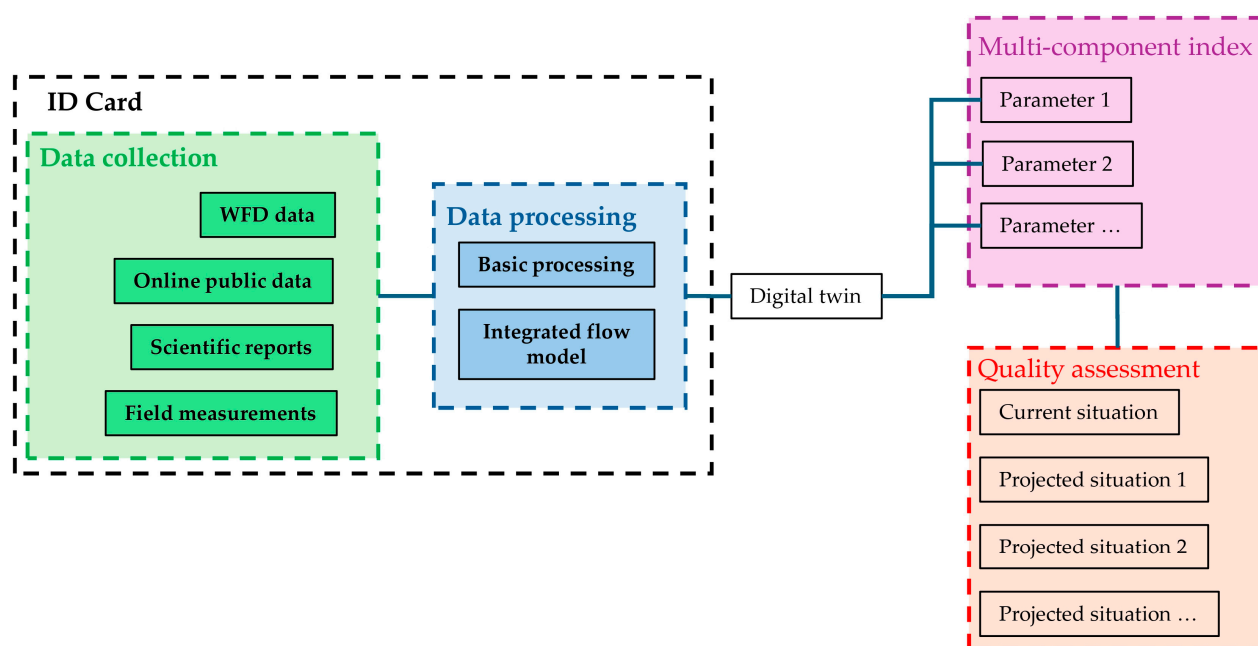 ID Card
Data collection
WFD data
Online public data
Scientific reports
Field measurements
Data processing
Basic processing
Integrated flow
model
Digital twin
Multi-component index
Parameter 1
Parameter 2
Parameter …
Quality assessment
Current situation
Projected situation 1
Projected situation 2
Projected situation …